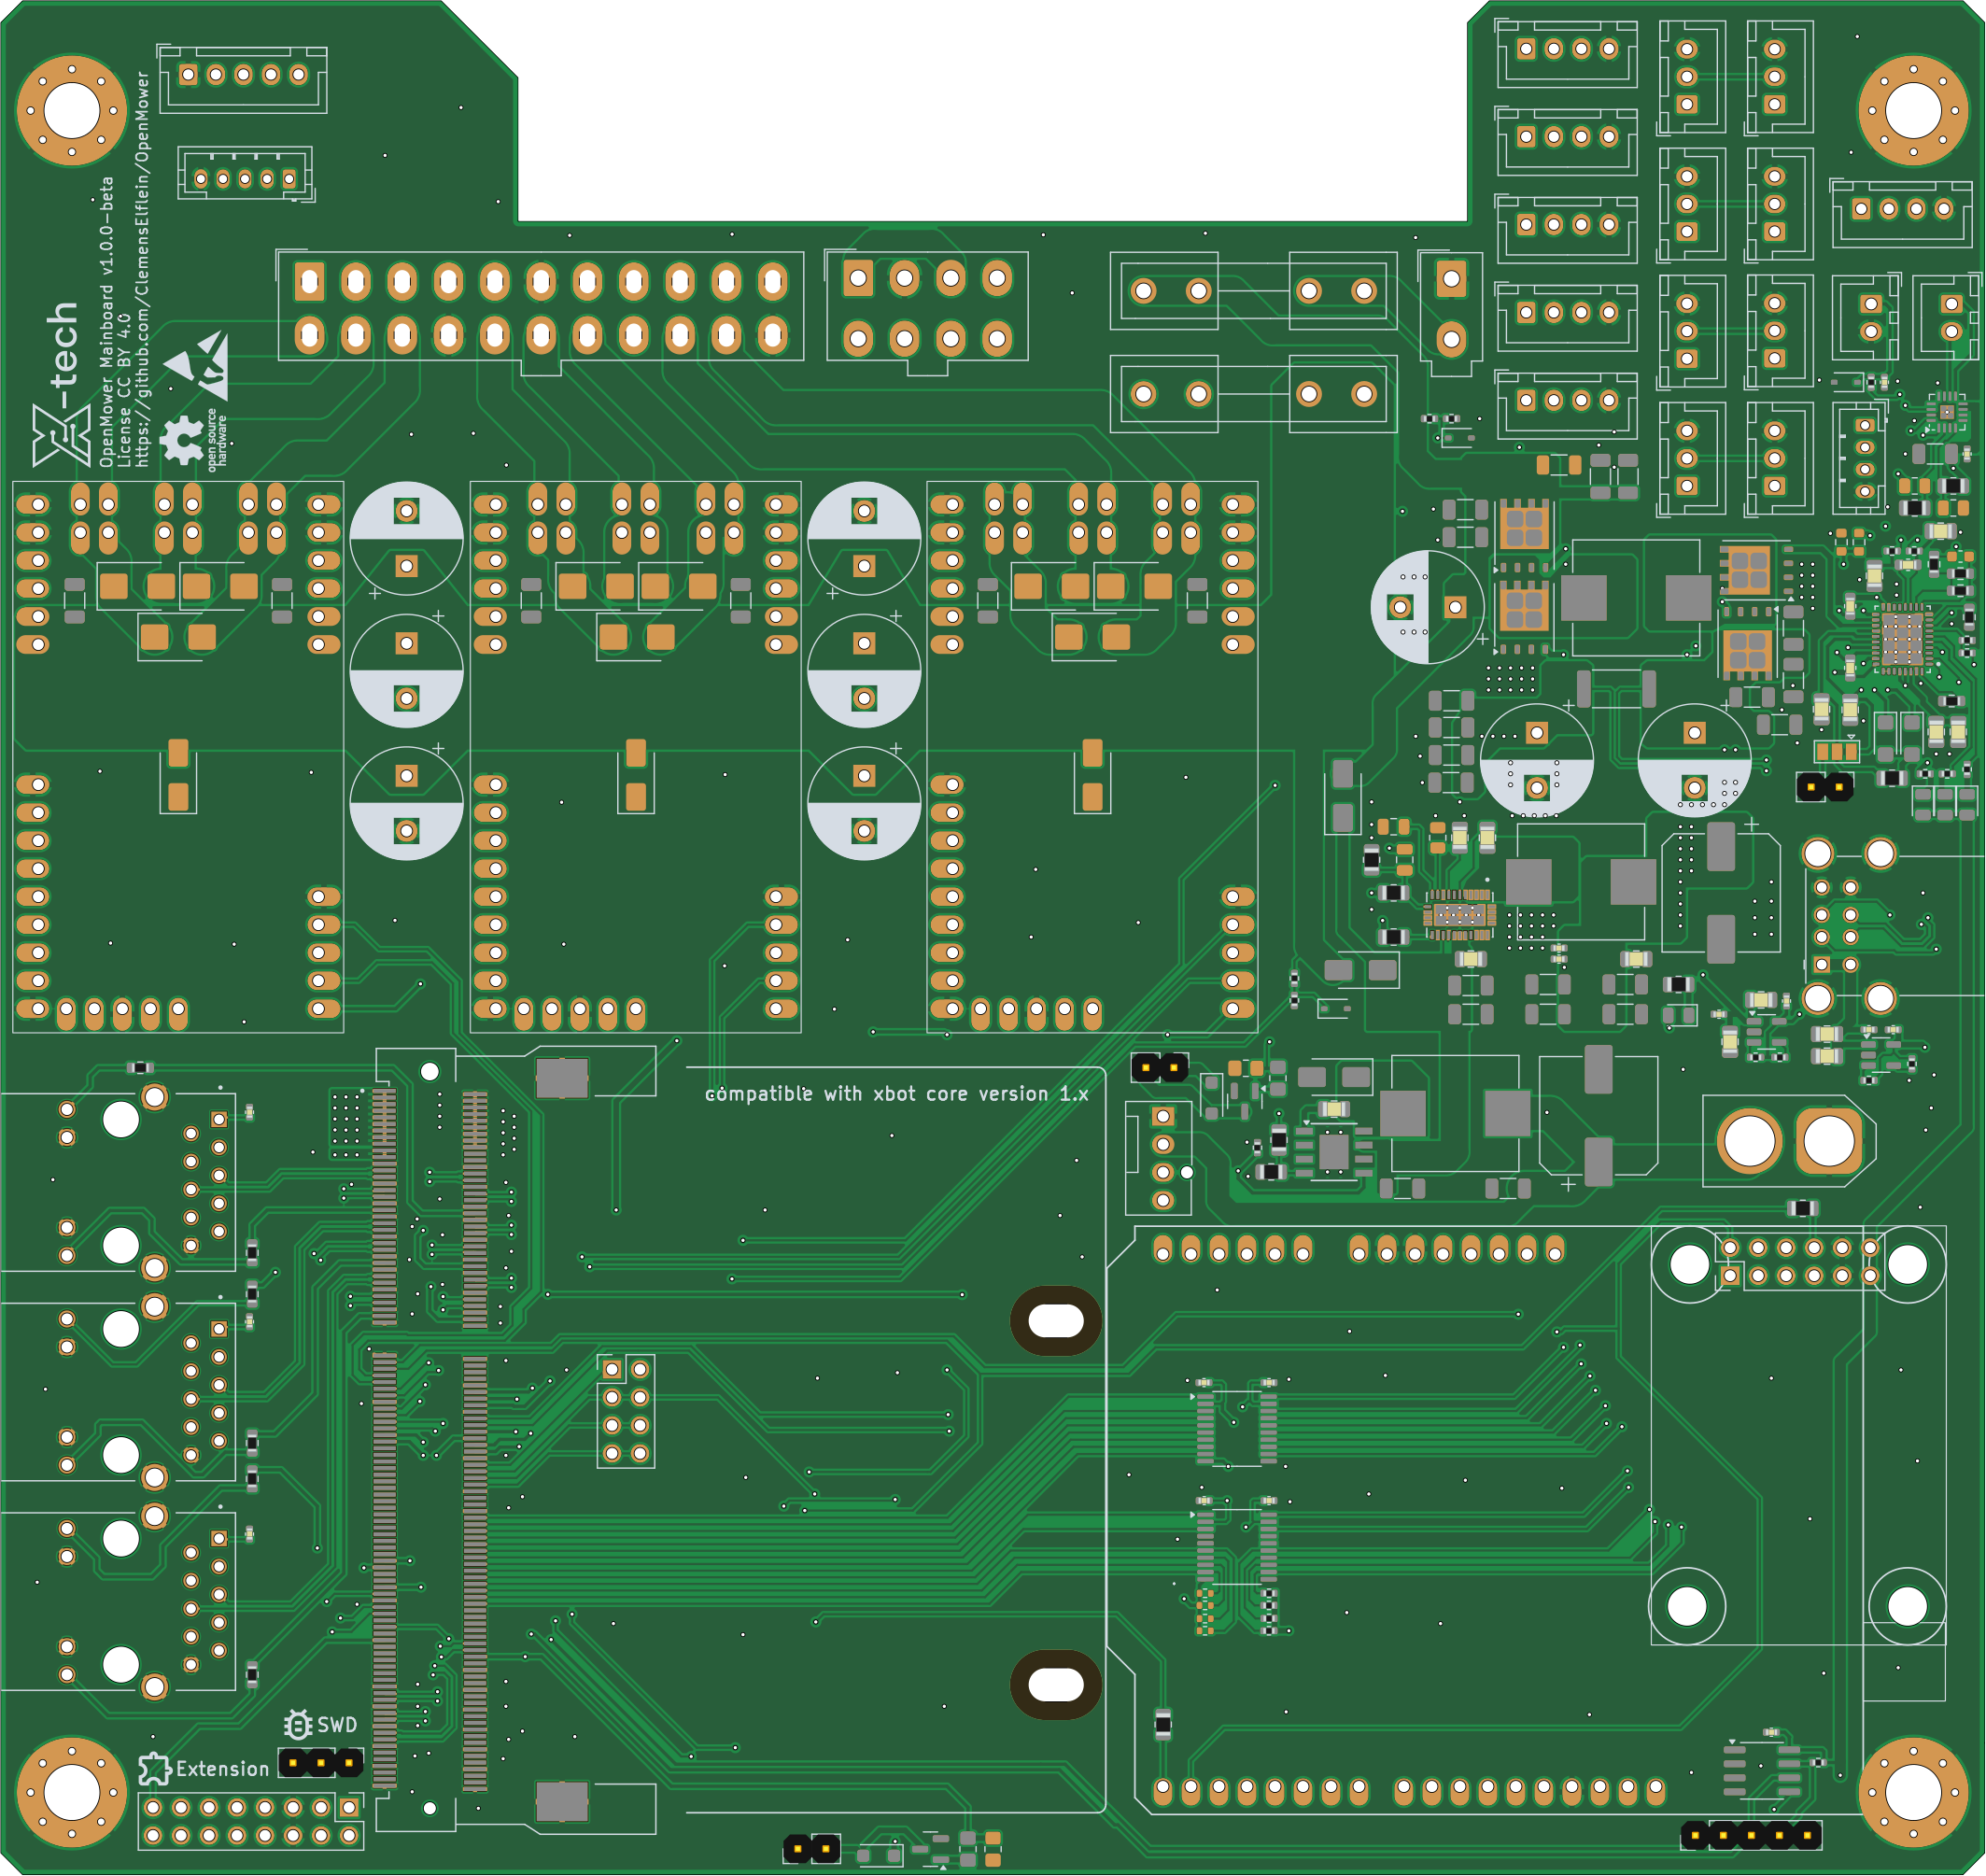 X-tech
OpenMower Mainboard v1.0.0-beta
License CC BY 4.0
https://github.com/ClemensElflein/OpenMower
open source
hardware
compatible with xbot core version 1.x
SWD
Extension